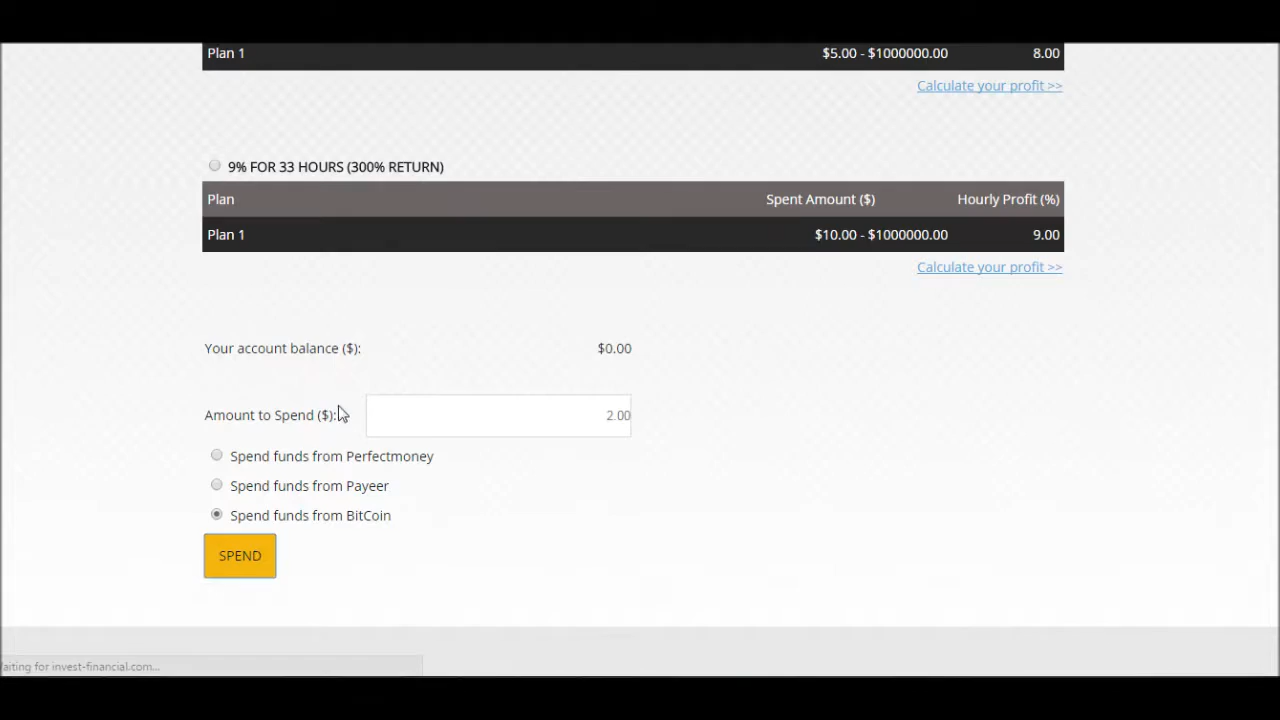 Plan 1 $5.00 - $1000000.00 8.00
Calculate your profit >>
9% FOR 33 HOURS (300% RETURN)
Plan Spent Amount ($) Hourly Profit (%)
Plan 1 $10.00 - $1000000.00 9.00
Calculate your profit >>
Your account balance ($): $0.00
Amount to Spend ($): 2.00
Spend funds from Perfectmoney
Spend funds from Payeer
Spend funds from BitCoin
SPEND
aiting for invest-financial.com...